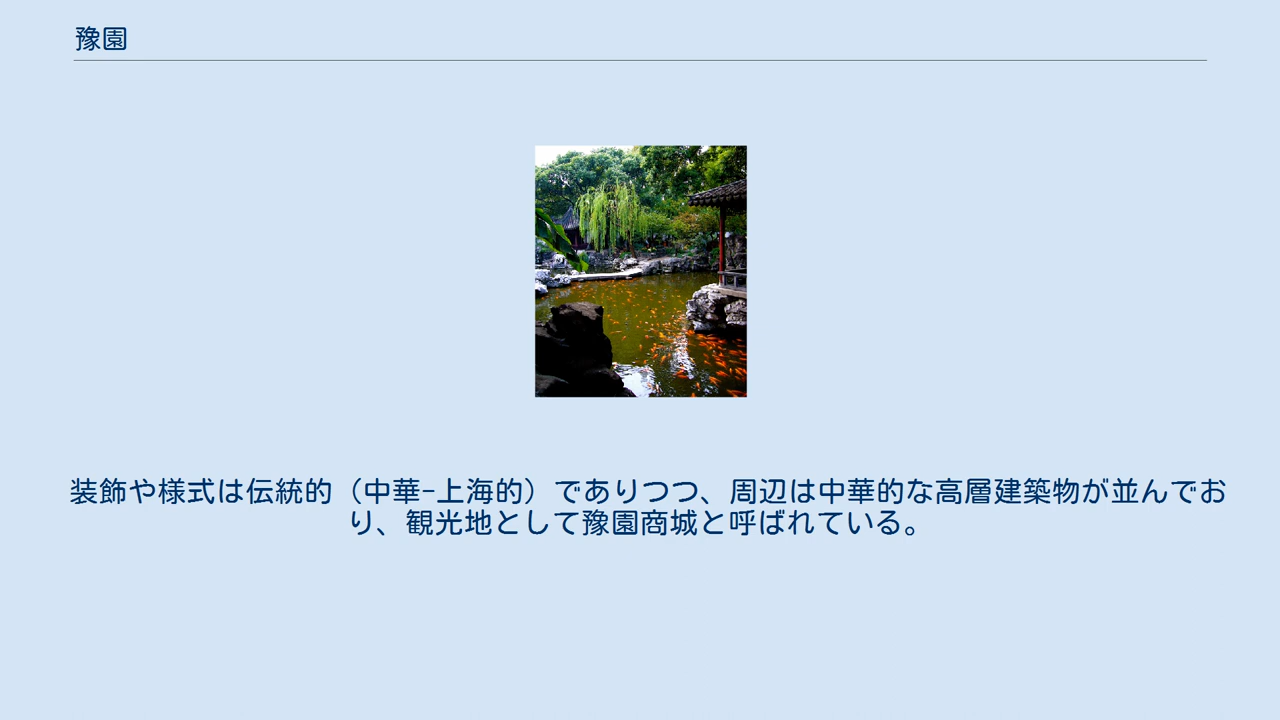 豫園
装飾や様式は伝統的（中華-上海的）でありつつ、周辺は中華的な高層建築物が並んでお
り、観光地として豫園商城と呼ばれている。